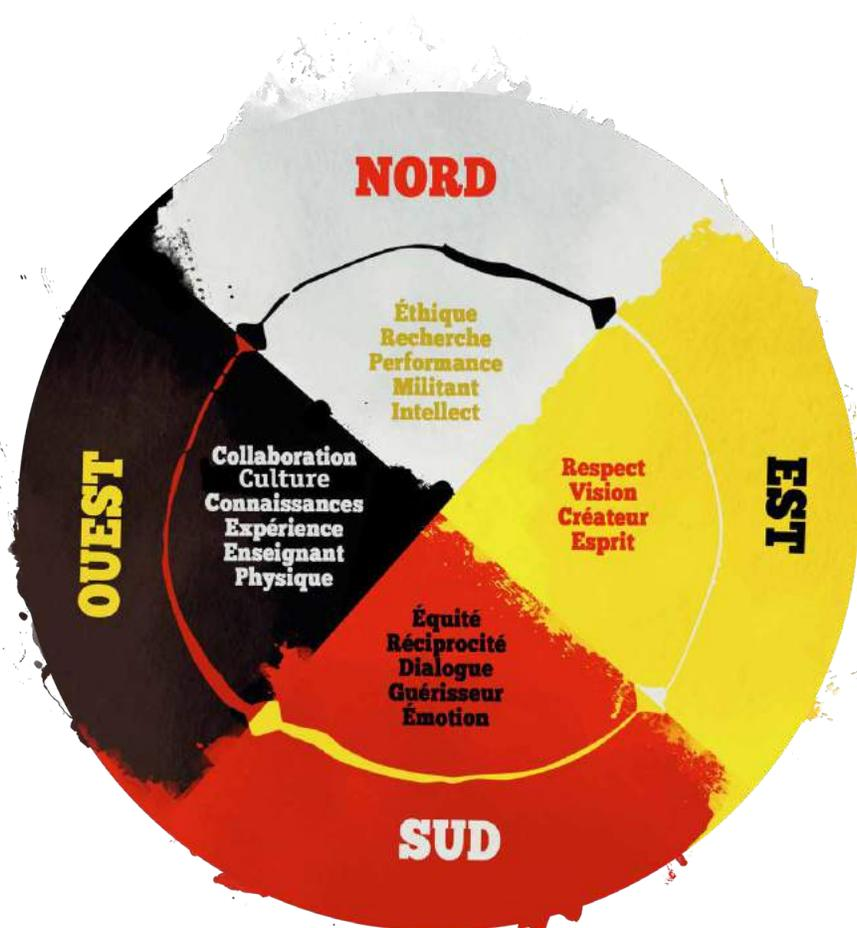 NORD
Éthique
Recherche
Performance
Militant
Intellect
OUEST
Collaboration
Culture
Connaissances
Expérience
Enseignant
Physique
Respect
Vision
Créateur
Esprit
EST
Équité
Réciprocité
Dialogue
Guérisseur
Émotion
SUD